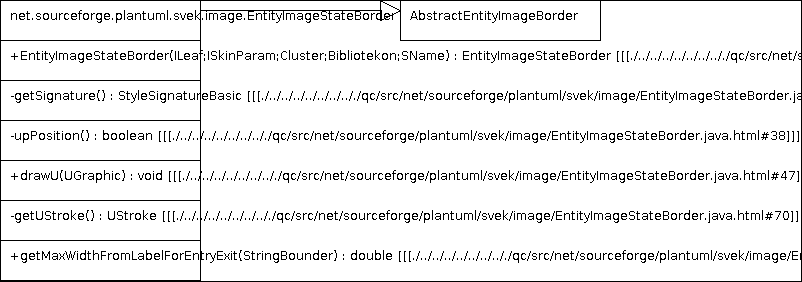 net.sourceforge.plantuml.svek.image.EntityImageStateBorder
AbstractEntityImageBorder
+EntityImageStateBorder(ILeaf;ISkinParam;Cluster;Bibliotekon;SName) : EntityImageStateBorder [[[./../../../../../../../qc/src/net/s
-getSignature() : StyleSignatureBasic [[[./../../../../../../../qc/src/net/sourceforge/plantuml/svek/image/EntityImageStateBorder.ja
-upPosition() : boolean [[[./../../../../../../../qc/src/net/sourceforge/plantuml/svek/image/EntityImageStateBorder.java.html#38]]]
+drawU(UGraphic) : void [[[./../../../../../../../qc/src/net/sourceforge/plantuml/svek/image/EntityImageStateBorder.java.html#47]
-getUStroke() : UStroke [[[./../../../../../../../qc/src/net/sourceforge/plantuml/svek/image/EntityImageStateBorder.java.html#70]]]
+getMaxWidthFromLabelForEntryExit(StringBounder) : double [[[./../../../../../../../qc/src/net/sourceforge/plantuml/svek/image/En